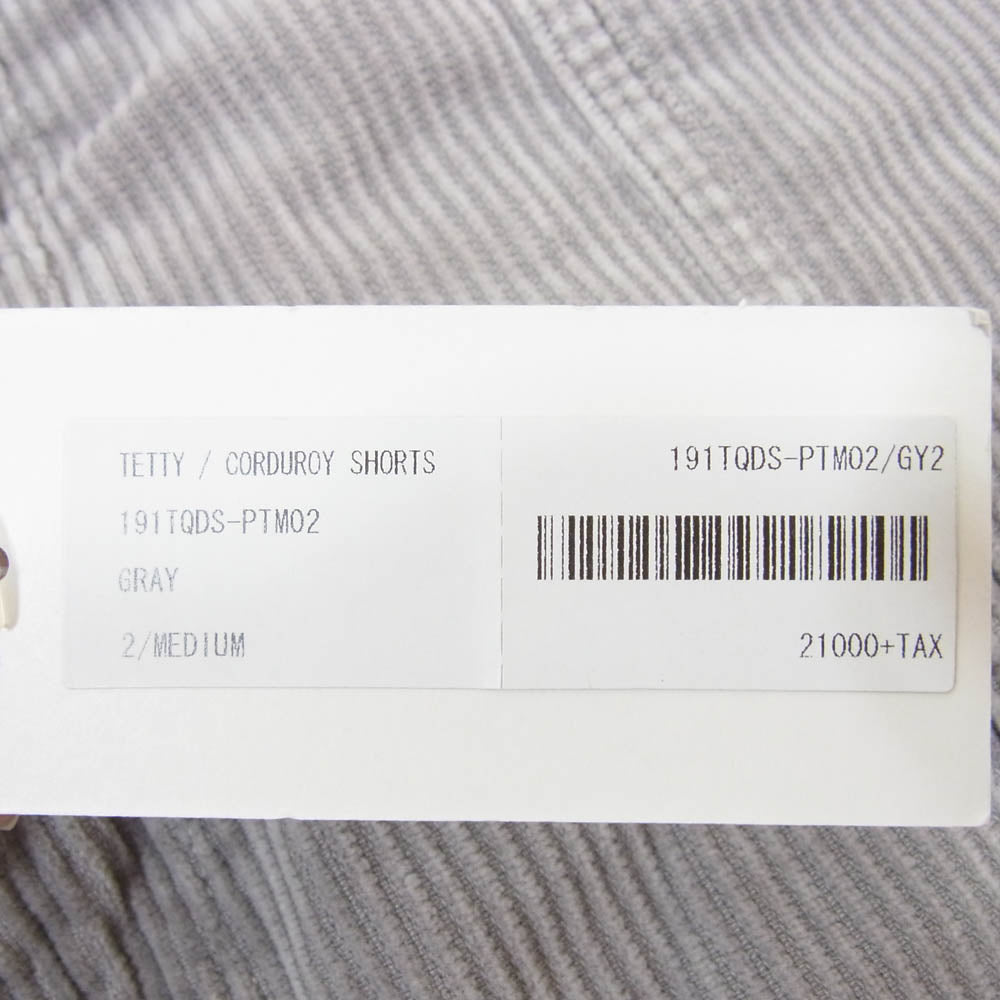 TETTY / CORDUROY SHORTS
191TQDS-PTM02
GRAY
2/MEDIUM
191TQDS-PTM02/GY2
21000+TAX